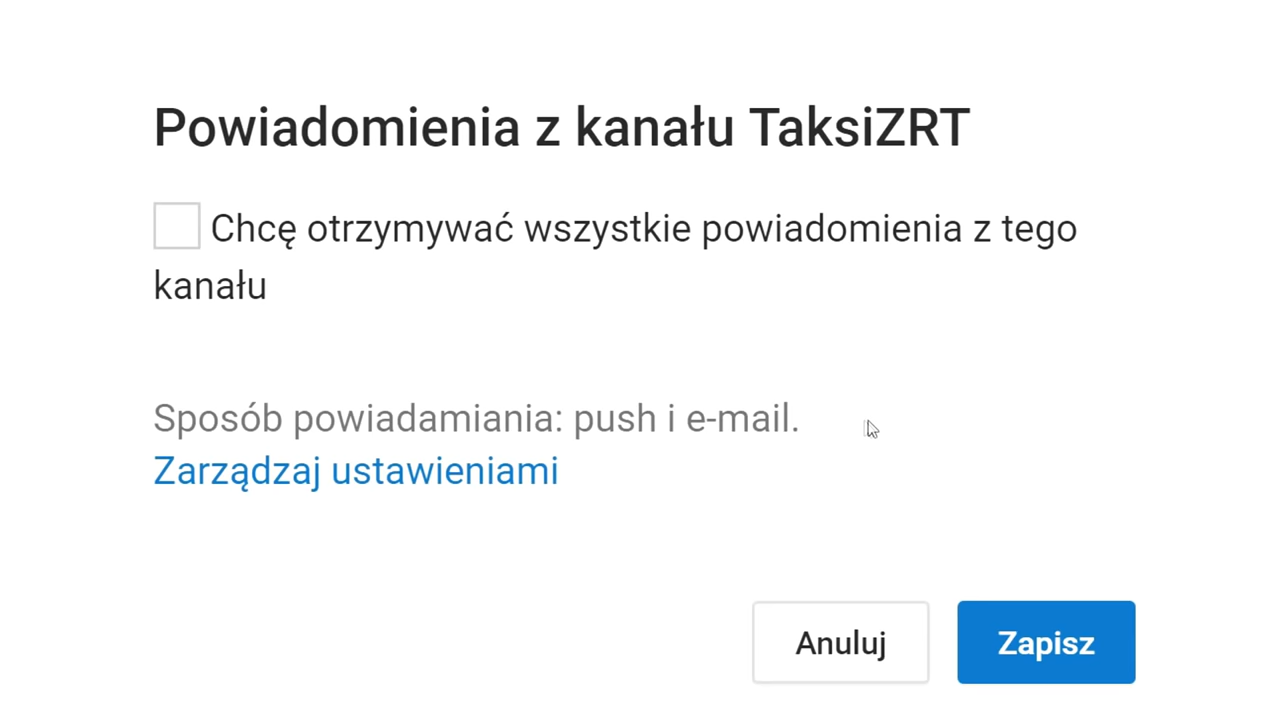 Powiadomienia z kanału TaksiZRT
Chcę otrzymywać wszystkie powiadomienia z tego
kanału
Sposób powiadamiania: push i e-mail.
Zarządzaj ustawieniami
Anuluj
Zapisz